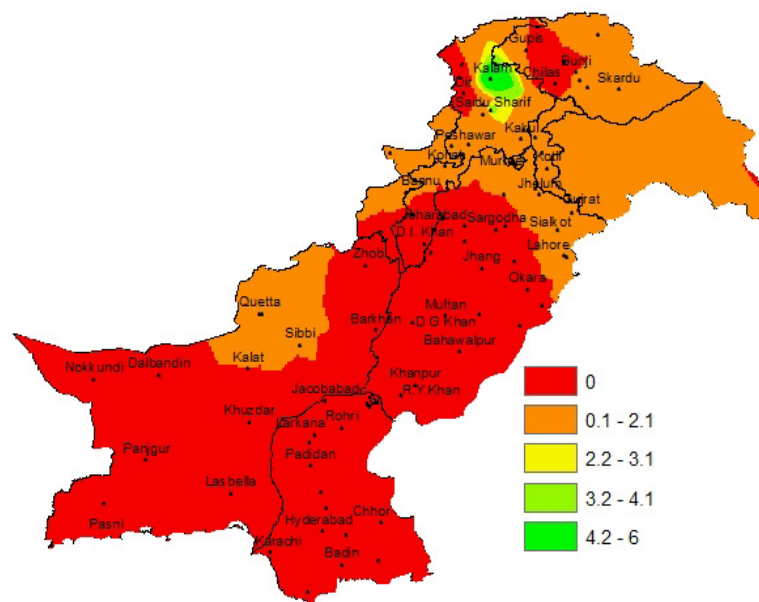 Gupis
Kalam
Bunji
Dir
Chilas
Skardu
Saidu Sharif
Peshawar
Kakul
Kohat
Murree
Kotli
Bannu
Jhelum
Gujrat
Sargodha
Sialkot
D.I. Khan
Lahore
Zhob
Jhang
Okara
Quetta
Multan
Barkhan
D G Khan
Sibbi
Bahawalpur
Kalat
Nokkundi
Dalbandin
Khanpur
Jacobabad
R.Y.Khan
Khuzdar
Larkana
Rohri
Panjgur
Padidan
Lasbella
Pasni
Hyderabad
Chhor
Karachi
Badin
0
0.1 - 2.1
2.2 - 3.1
3.2 - 4.1
4.2 - 6